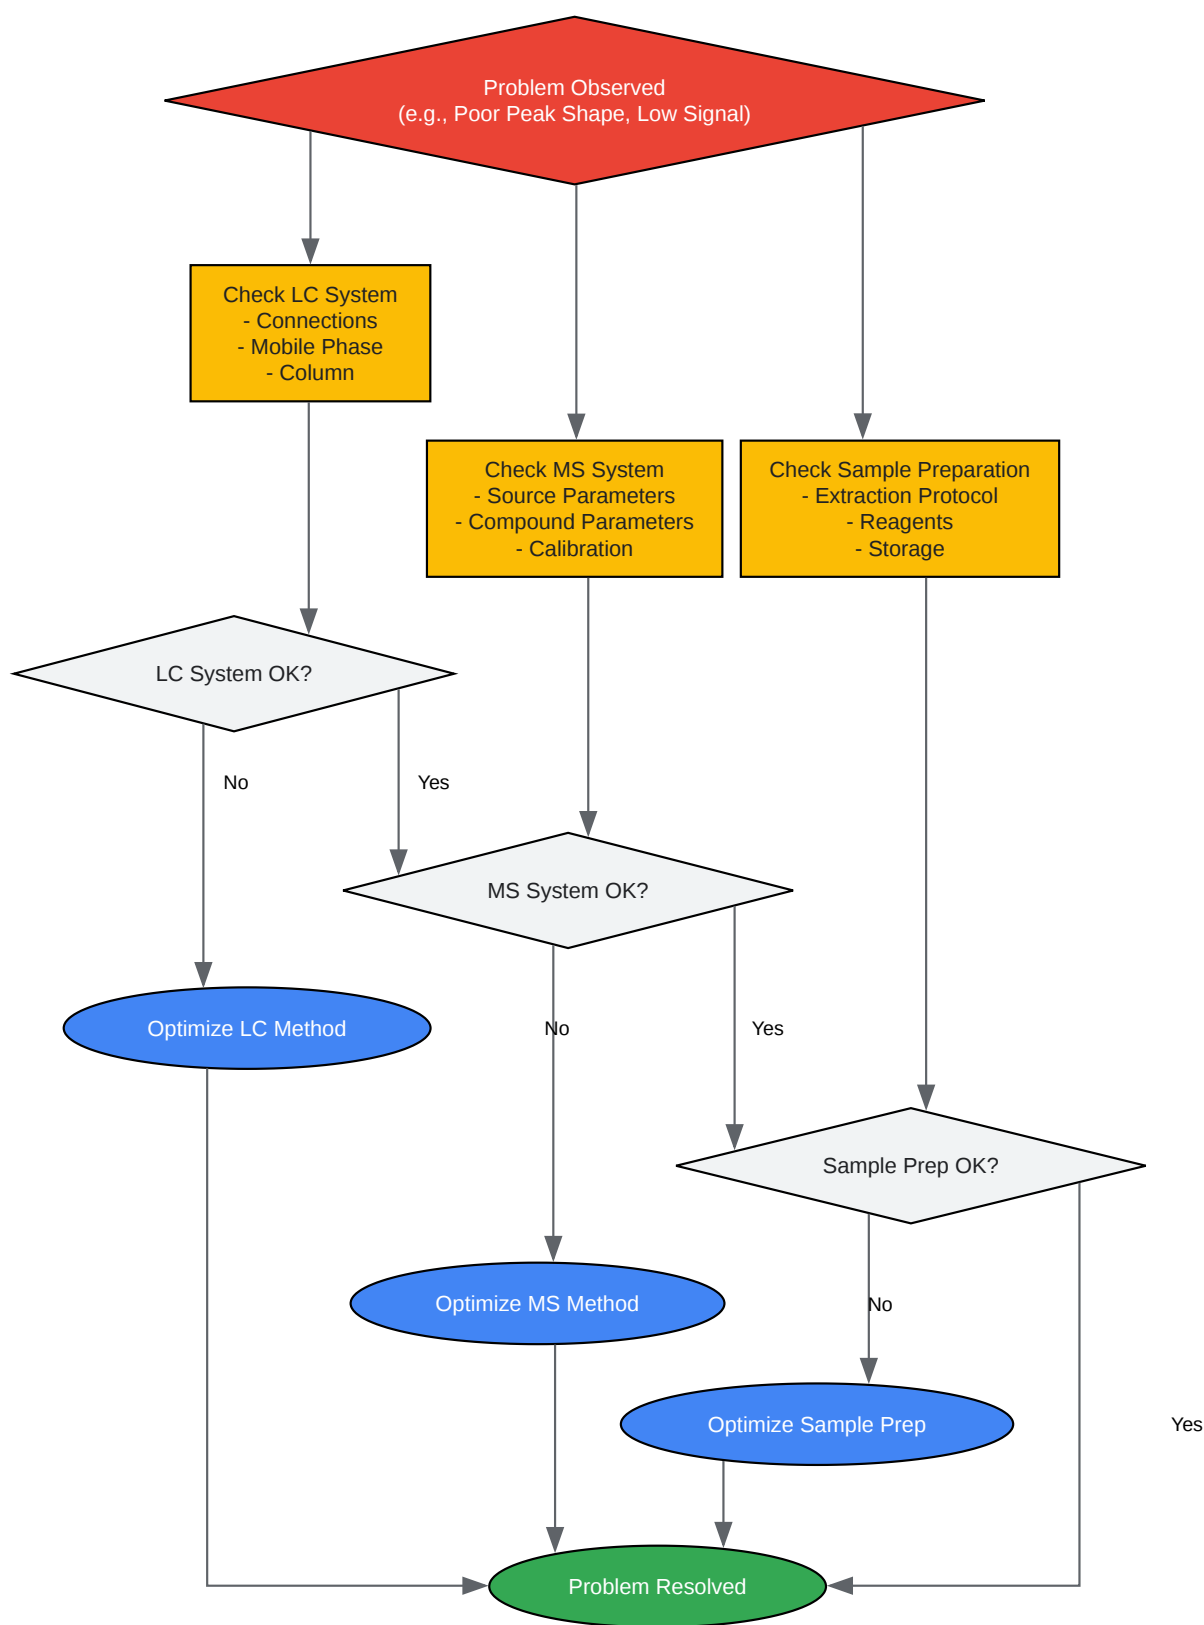 Problem Observed
(e.g., Poor Peak Shape, Low Signal)
Check LC System
- Connections
- Mobile Phase
- Column
Check MS System
- Source Parameters
- Compound Parameters
- Calibration
Check Sample Preparation
- Extraction Protocol
- Reagents
- Storage
LC System OK?
No
Yes
MS System OK?
Optimize LC Method
No
Yes
Sample Prep OK?
Optimize MS Method
No
Optimize Sample Prep
Yes
Problem Resolved